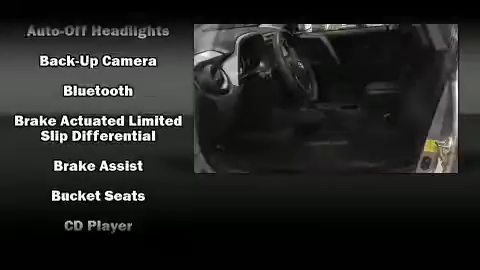 Auto-Off Headlights
Back-Up Camera
Bluetooth
Brake Actuated Limited
Slip Differential
Brake Assist
Bucket Seats
CD Player